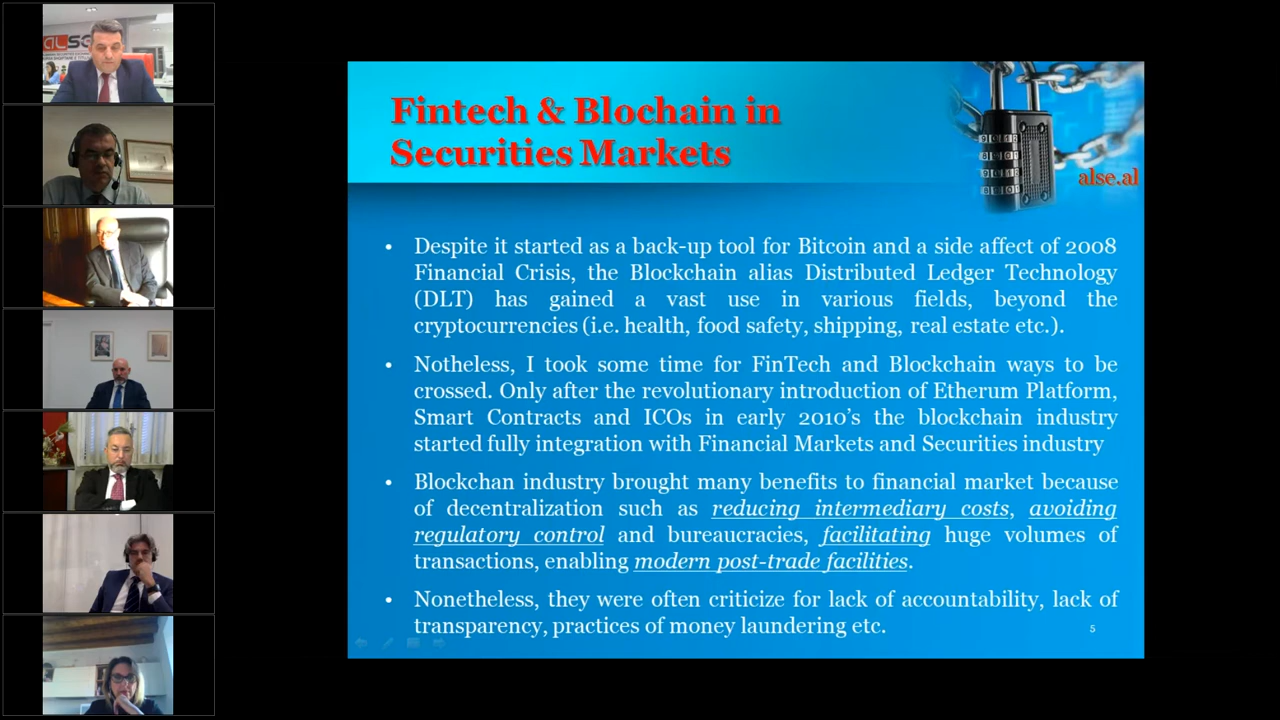 ALSE
Fintech & Blochain in
Securities Markets
alse.al
• Despite it started as a back-up tool for Bitcoin and a side affect of 2008
Financial Crisis, the Blockchain alias Distributed Ledger Technology
(DLT) has gained a vast use in various fields, beyond the
cryptocurrencies (i.e. health, food safety, shipping, real estate etc.).
• Notheless, I took some time for FinTech and Blockchain ways to be
crossed. Only after the revolutionary introduction of Etherum Platform,
Smart Contracts and ICOs in early 2010's the blockchain industry
started fully integration with Financial Markets and Securities industry
• Blockchan industry brought many benefits to financial market because
of decentralization such as reducing intermediary costs, avoiding
regulatory control and bureaucracies, facilitating huge volumes of
transactions, enabling modern post-trade facilities.
• Nonetheless, they were often criticize for lack of accountability, lack of
transparency, practices of money laundering etc.
5